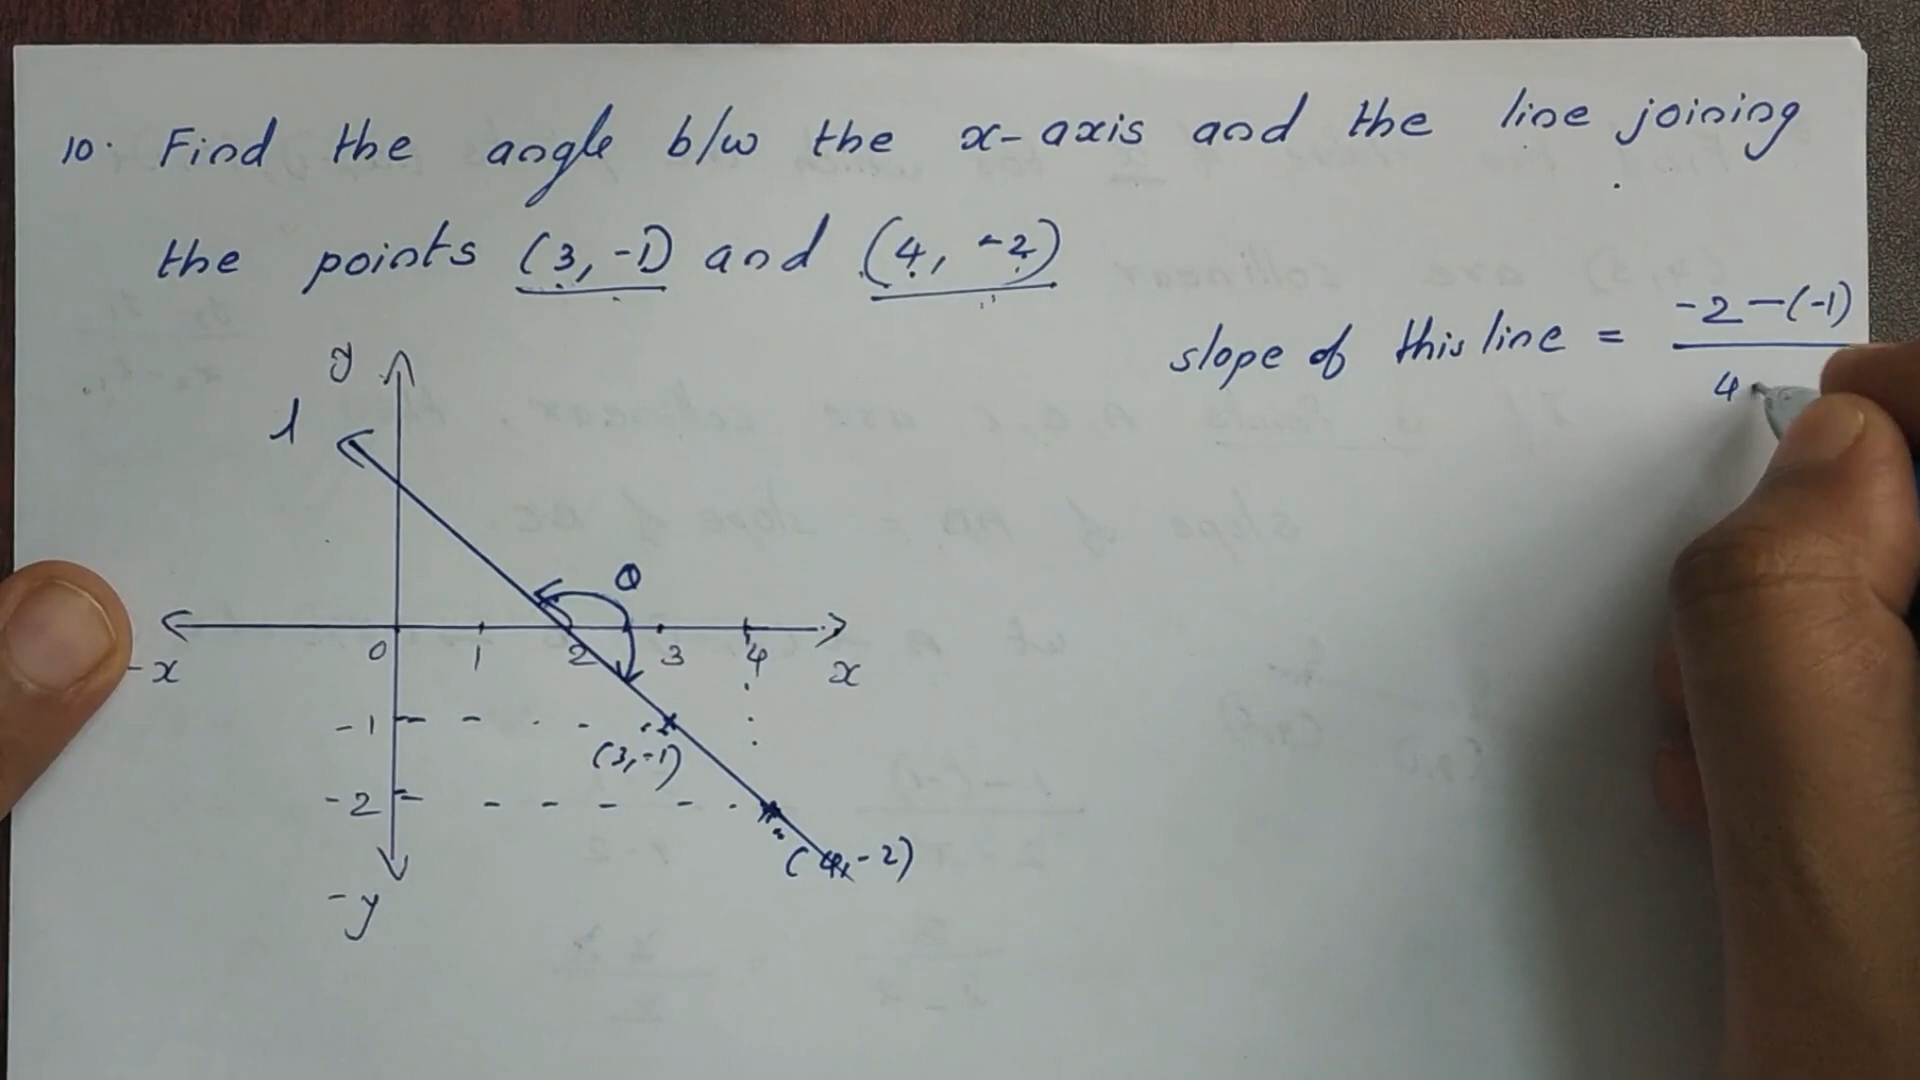 10. Find the angle b/w the x-axis and the line joining
the points (3, -1) and (4, -2)
slope of this line = -2-(-1)
4
y
l
θ
0 1 2 3 4
-x x
-1
(3, -1)
-2
(4, -2)
-y